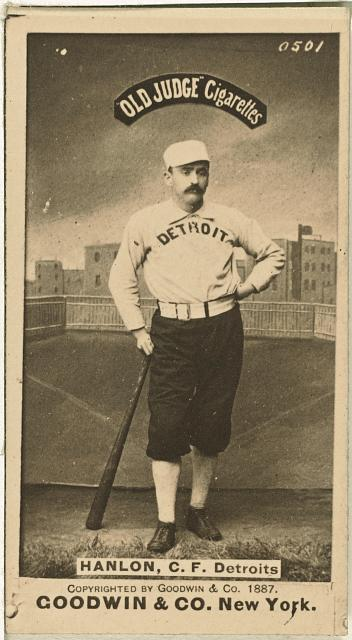 0501
"OLD JUDGE" Cigarettes
DETROIT
HANLON, C. F. Detroits
COPYRIGHTED BY GOODWIN & CO. 1887.
GOODWIN & CO. New York.